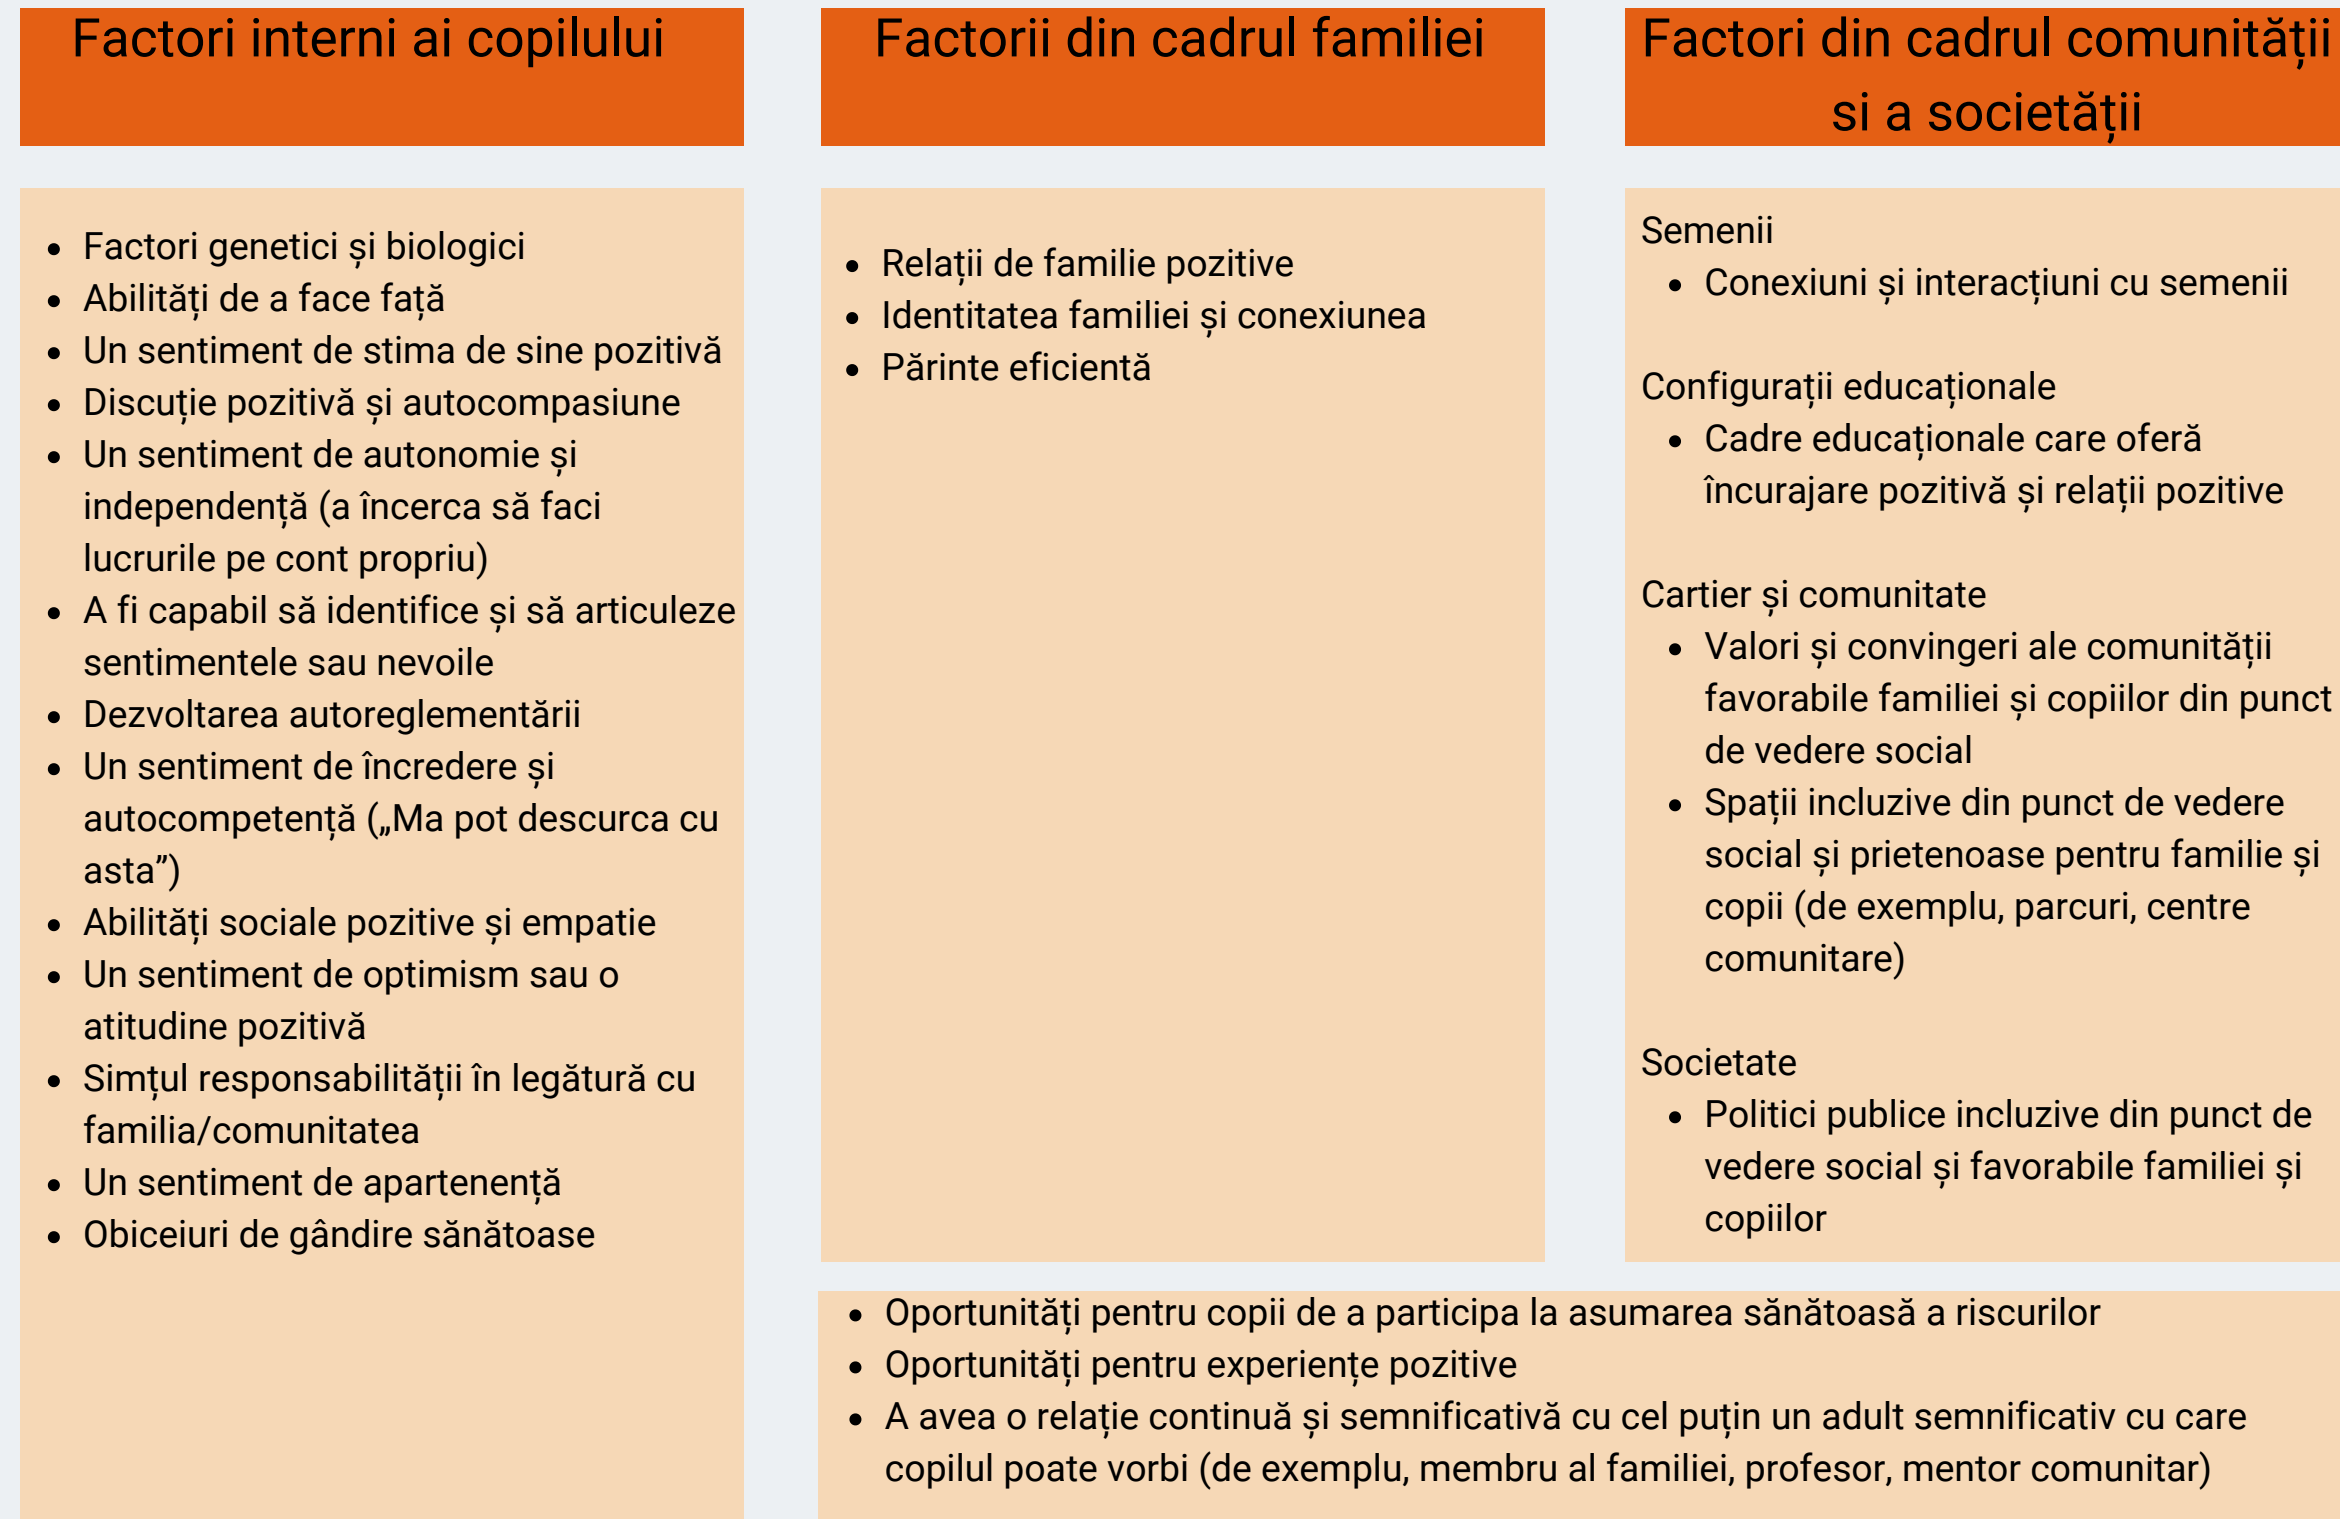 Factori interni ai copilului
Factorii din cadrul familiei
Factori din cadrul comunității
si a societății
• Factori genetici și biologici
• Abilități de a face față
• Un sentiment de stima de sine pozitivă
• Discuție pozitivă și autocompasiune
• Un sentiment de autonomie și
independență (a încerca să faci
lucrurile pe cont propriu)
• A fi capabil să identifice și să articuleze
sentimentele sau nevoile
• Dezvoltarea autoreglementării
• Un sentiment de încredere și
autocompetență („Ma pot descurca cu
asta”)
• Abilități sociale pozitive și empatie
• Un sentiment de optimism sau o
atitudine pozitivă
• Simțul responsabilității în legătură cu
familia/comunitatea
• Un sentiment de apartenență
• Obiceiuri de gândire sănătoase
• Relații de familie pozitive
• Identitatea familiei și conexiunea
• Părinte eficientă
Semenii
• Conexiuni și interacțiuni cu semenii
Configurații educaționale
• Cadre educaționale care oferă
încurajare pozitivă și relații pozitive
Cartier și comunitate
• Valori și convingeri ale comunității
favorabile familiei și copiilor din punct
de vedere social
• Spații incluzive din punct de vedere
social și prietenoase pentru familie și
copii (de exemplu, parcuri, centre
comunitare)
Societate
• Politici publice incluzive din punct de
vedere social și favorabile familiei și
copiilor
• Oportunități pentru copii de a participa la asumarea sănătoasă a riscurilor
• Oportunități pentru experiențe pozitive
• A avea o relație continuă și semnificativă cu cel puțin un adult semnificativ cu care
copilul poate vorbi (de exemplu, membru al familiei, profesor, mentor comunitar)